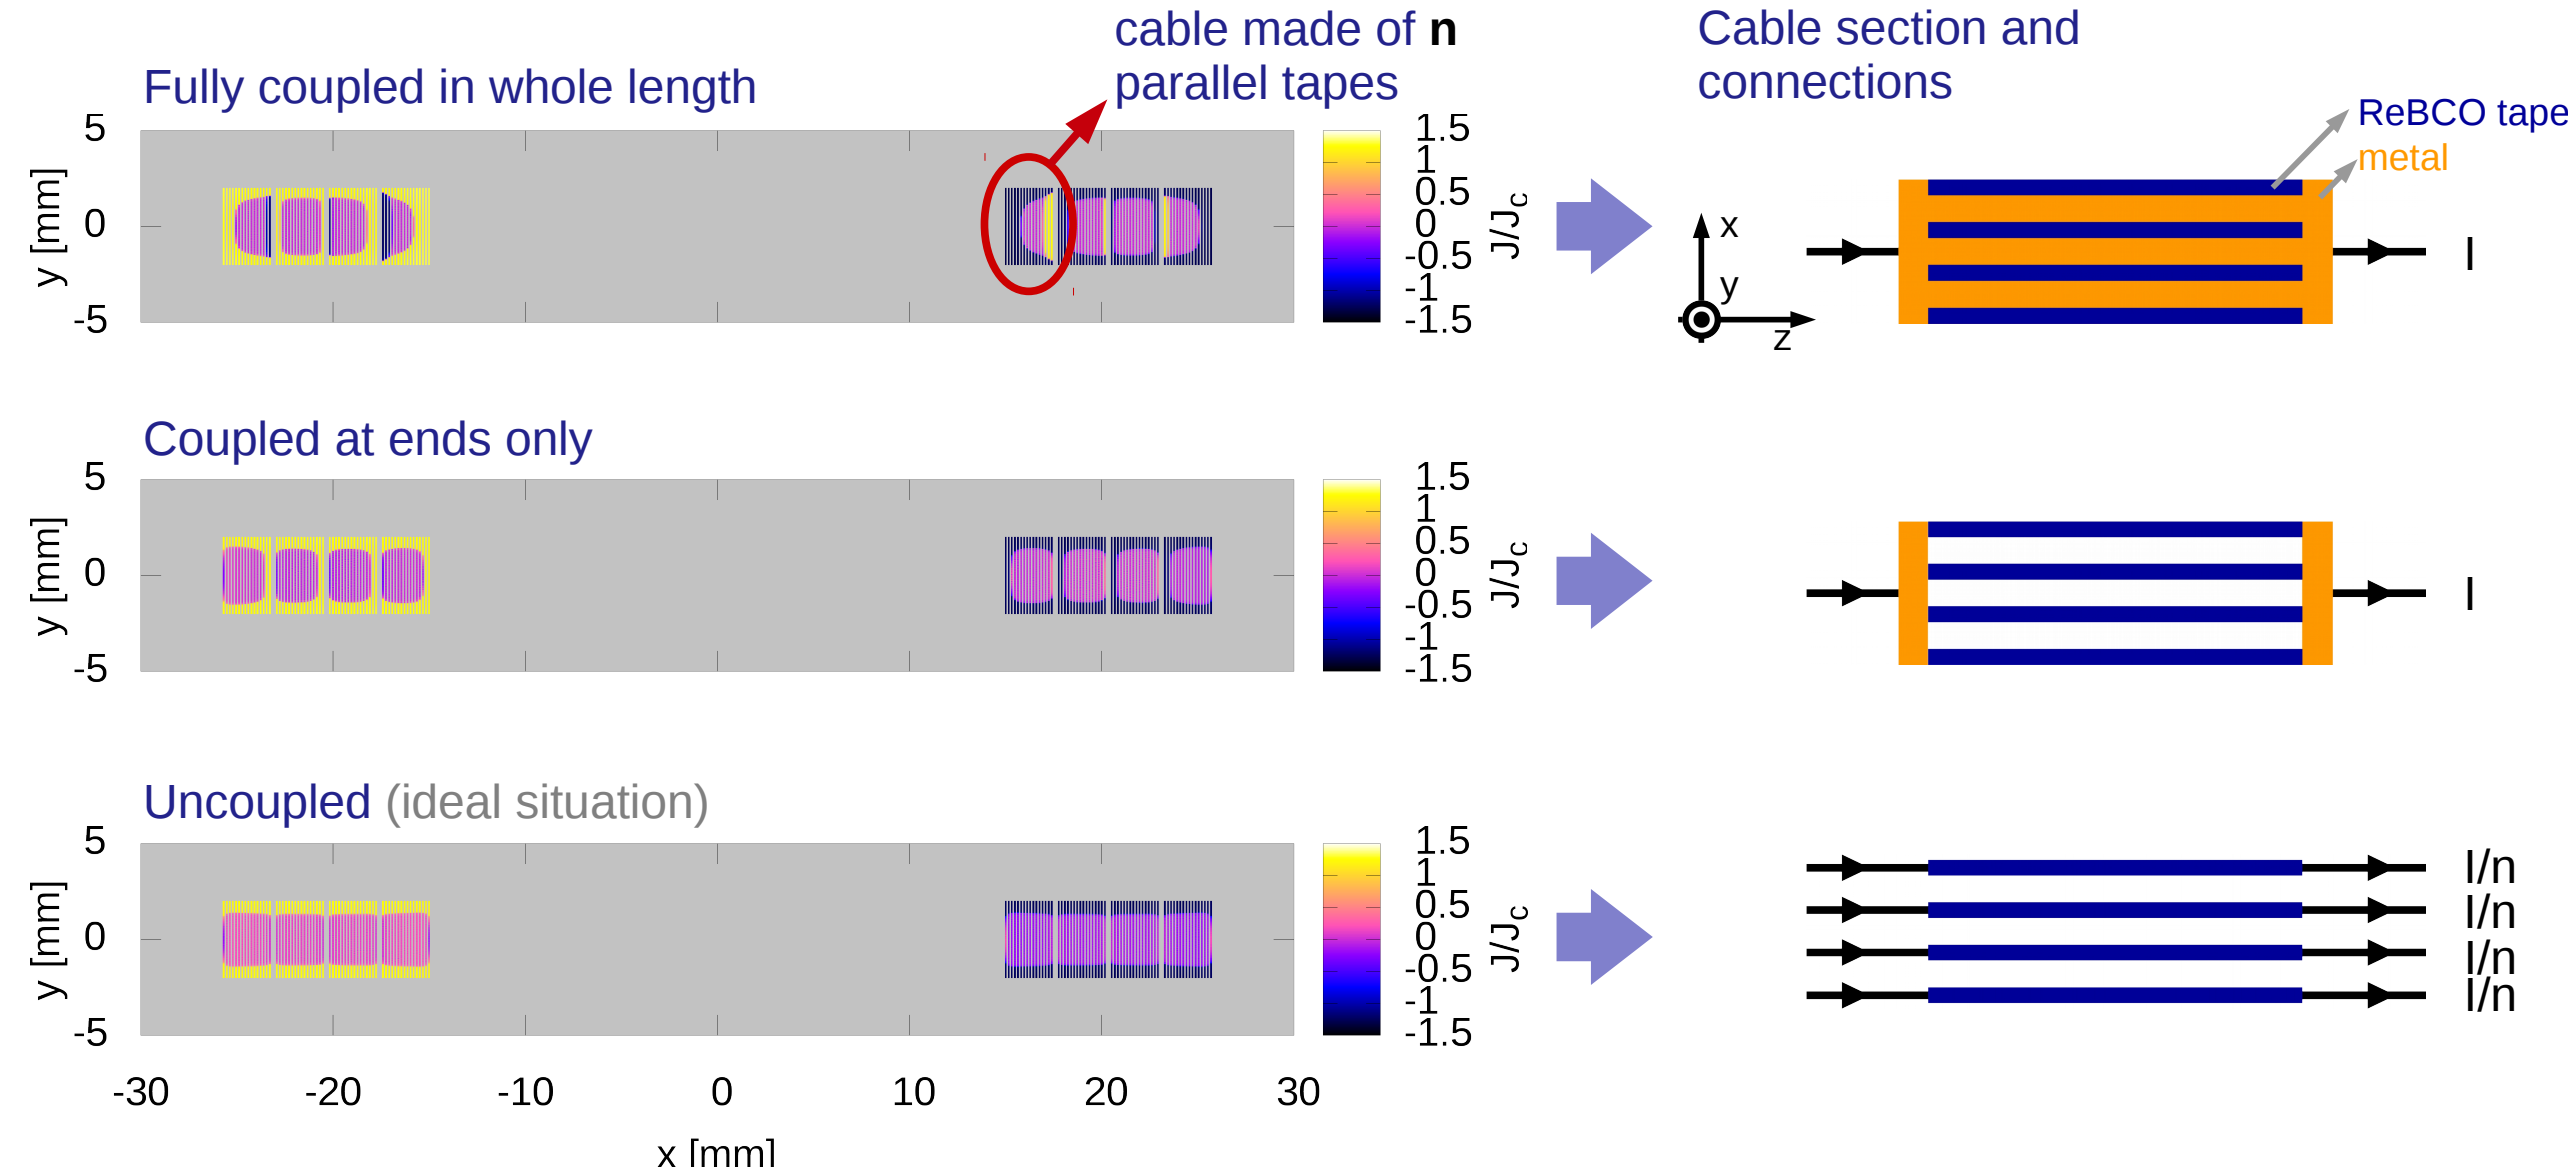 cable made of n
parallel tapes
Cable section and
connections
Fully coupled in whole length
ReBCO tape
metal
5
0
-5
y [mm]
1.5
1
0.5
0
-0.5
-1
-1.5
J/Jc
x
y
z
I
Coupled at ends only
5
0
-5
y [mm]
1.5
1
0.5
0
-0.5
-1
-1.5
J/Jc
I
Uncoupled (ideal situation)
5
0
-5
y [mm]
1.5
1
0.5
0
-0.5
-1
-1.5
J/Jc
I/n
I/n
I/n
I/n
-30 -20 -10 0 10 20 30
x [mm]